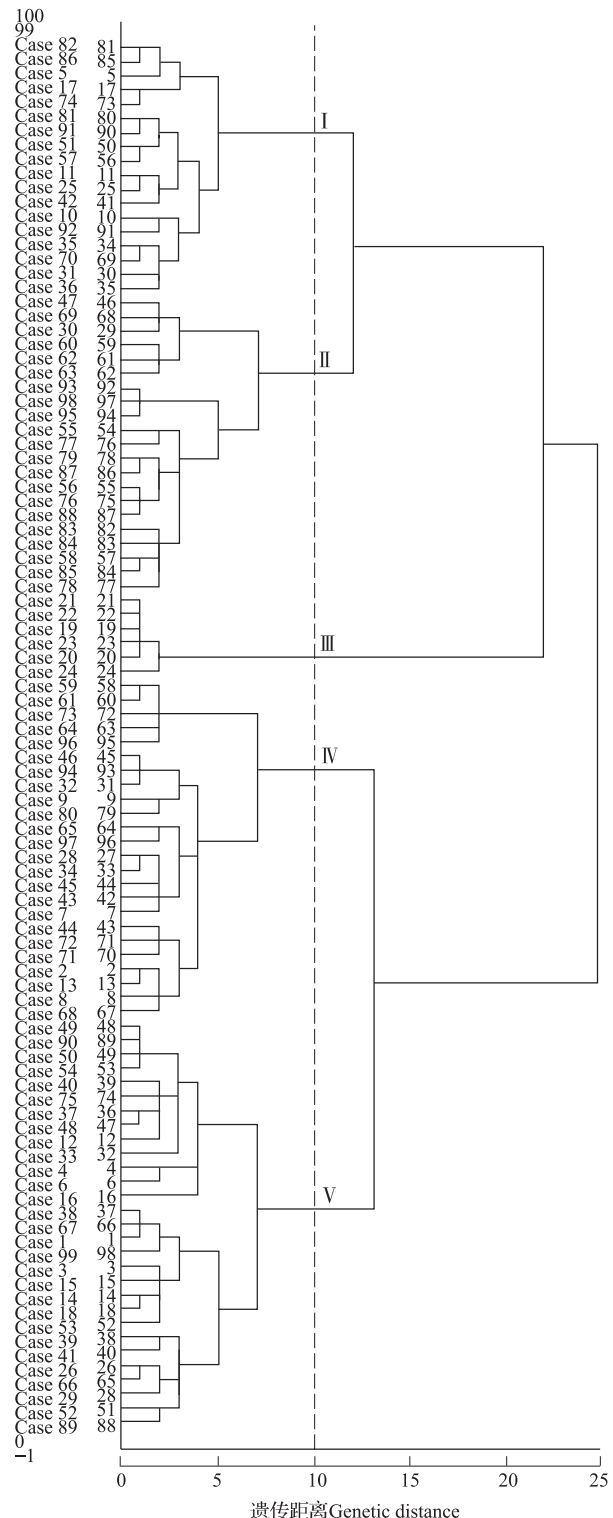 100
99
Case 82 81
Case 86 85
Case 5 5
Case 17 17
Case 74 73
Case 81 80
Case 91 90
Case 51 50
Case 57 56
Case 11 11
Case 25 25
Case 42 41
Case 10 10
Case 92 91
Case 35 34
Case 70 69
Case 31 30
Case 36 35
Case 47 46
Case 69 68
Case 30 29
Case 60 59
Case 62 61
Case 63 62
Case 93 92
Case 98 97
Case 95 94
Case 55 54
Case 77 76
Case 79 78
Case 87 86
Case 56 55
Case 76 75
Case 88 87
Case 83 82
Case 84 83
Case 58 57
Case 85 84
Case 78 77
Case 21 21
Case 22 22
Case 19 19
Case 23 23
Case 20 20
Case 24 24
Case 59 58
Case 61 60
Case 73 72
Case 64 63
Case 96 95
Case 46 45
Case 94 93
Case 32 31
Case 9 9
Case 80 79
Case 65 64
Case 97 96
Case 28 27
Case 34 33
Case 45 44
Case 43 42
Case 7 7
Case 44 43
Case 72 71
Case 71 70
Case 2 2
Case 13 13
Case 8 8
Case 68 67
Case 49 48
Case 90 89
Case 50 49
Case 54 53
Case 40 39
Case 75 74
Case 37 36
Case 48 47
Case 12 12
Case 33 32
Case 4 4
Case 6 6
Case 16 16
Case 38 37
Case 67 66
Case 1 1
Case 99 98
Case 3 3
Case 15 15
Case 14 14
Case 18 18
Case 53 52
Case 39 38
Case 41 40
Case 26 26
Case 66 65
Case 29 28
Case 52 51
Case 89 88
0
−1
Ⅰ
Ⅱ
Ⅲ
Ⅳ
Ⅴ
0 5 10 15 20 25
遗传距离Genetic distance